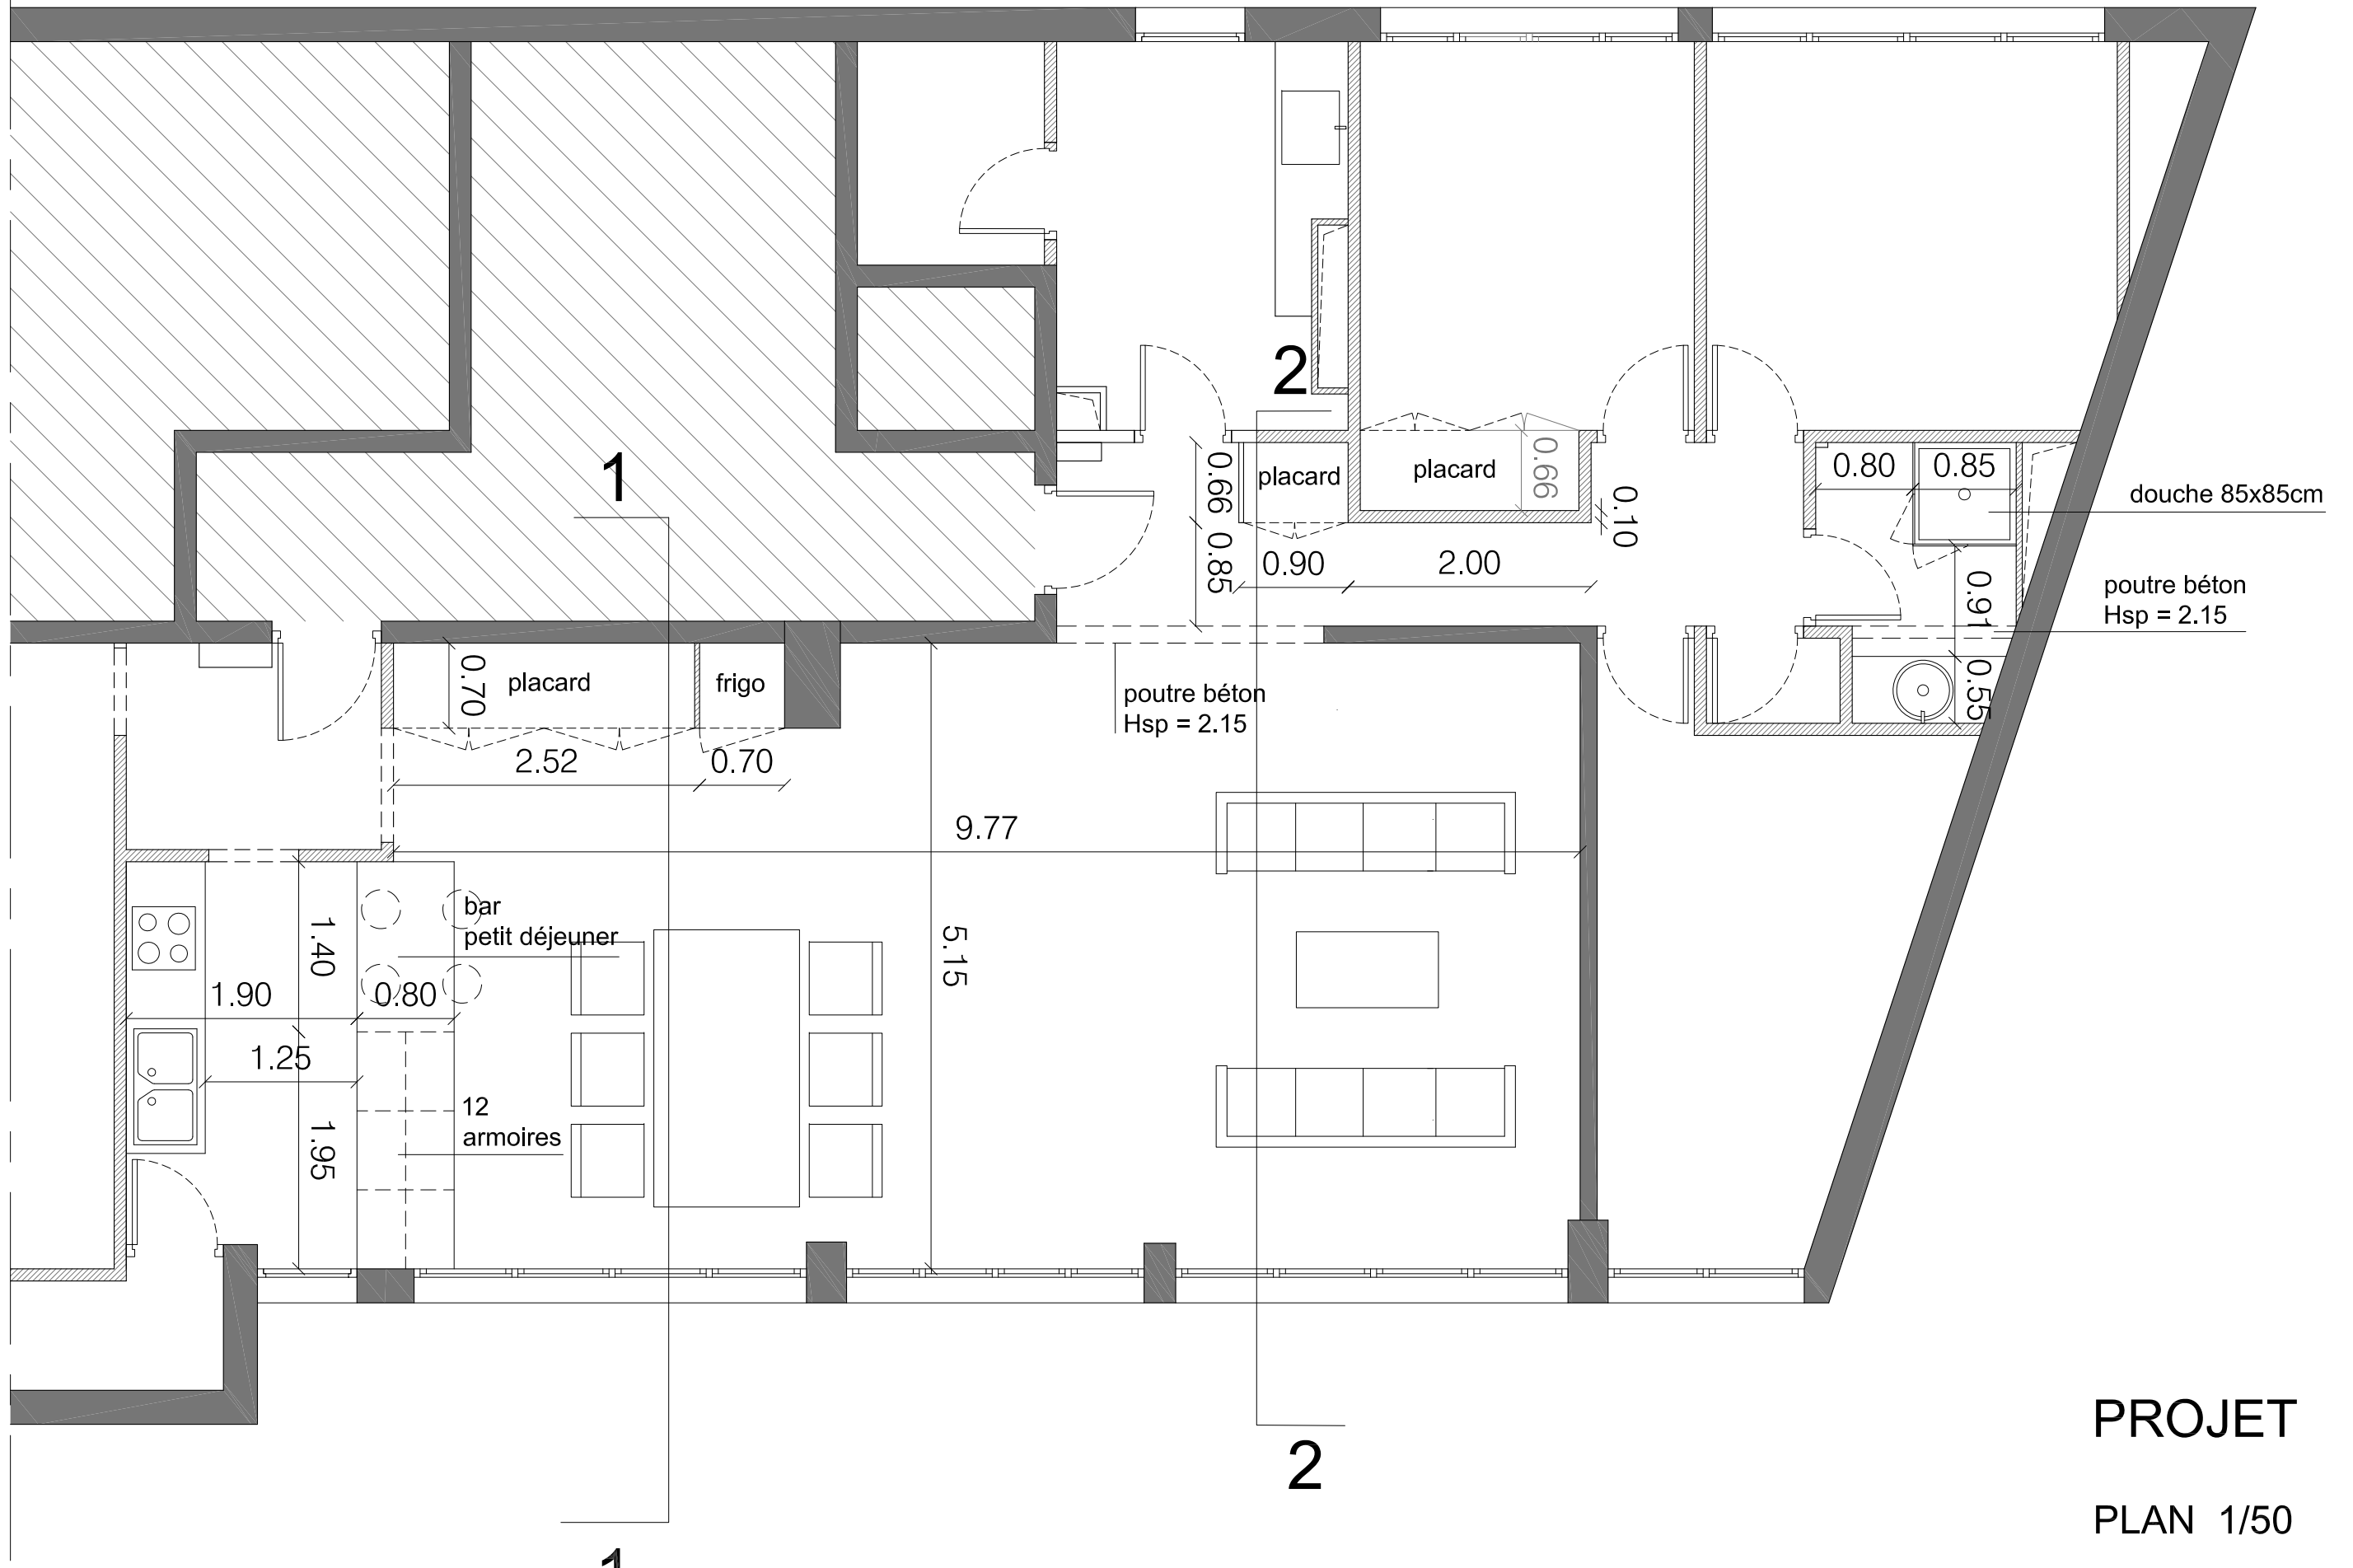 2
1
placard
placard
0.66
0.66
0.85
0.10
0.90
2.00
0.80
0.85
douche 85x85cm
0.91
poutre béton
Hsp = 2.15
0.55
0.70
placard
frigo
poutre béton
Hsp = 2.15
2.52
0.70
9.77
bar
petit déjeuner
1.40
5.15
1.90
0.80
1.25
12
armoires
1.95
2
1
PROJET
PLAN 1/50